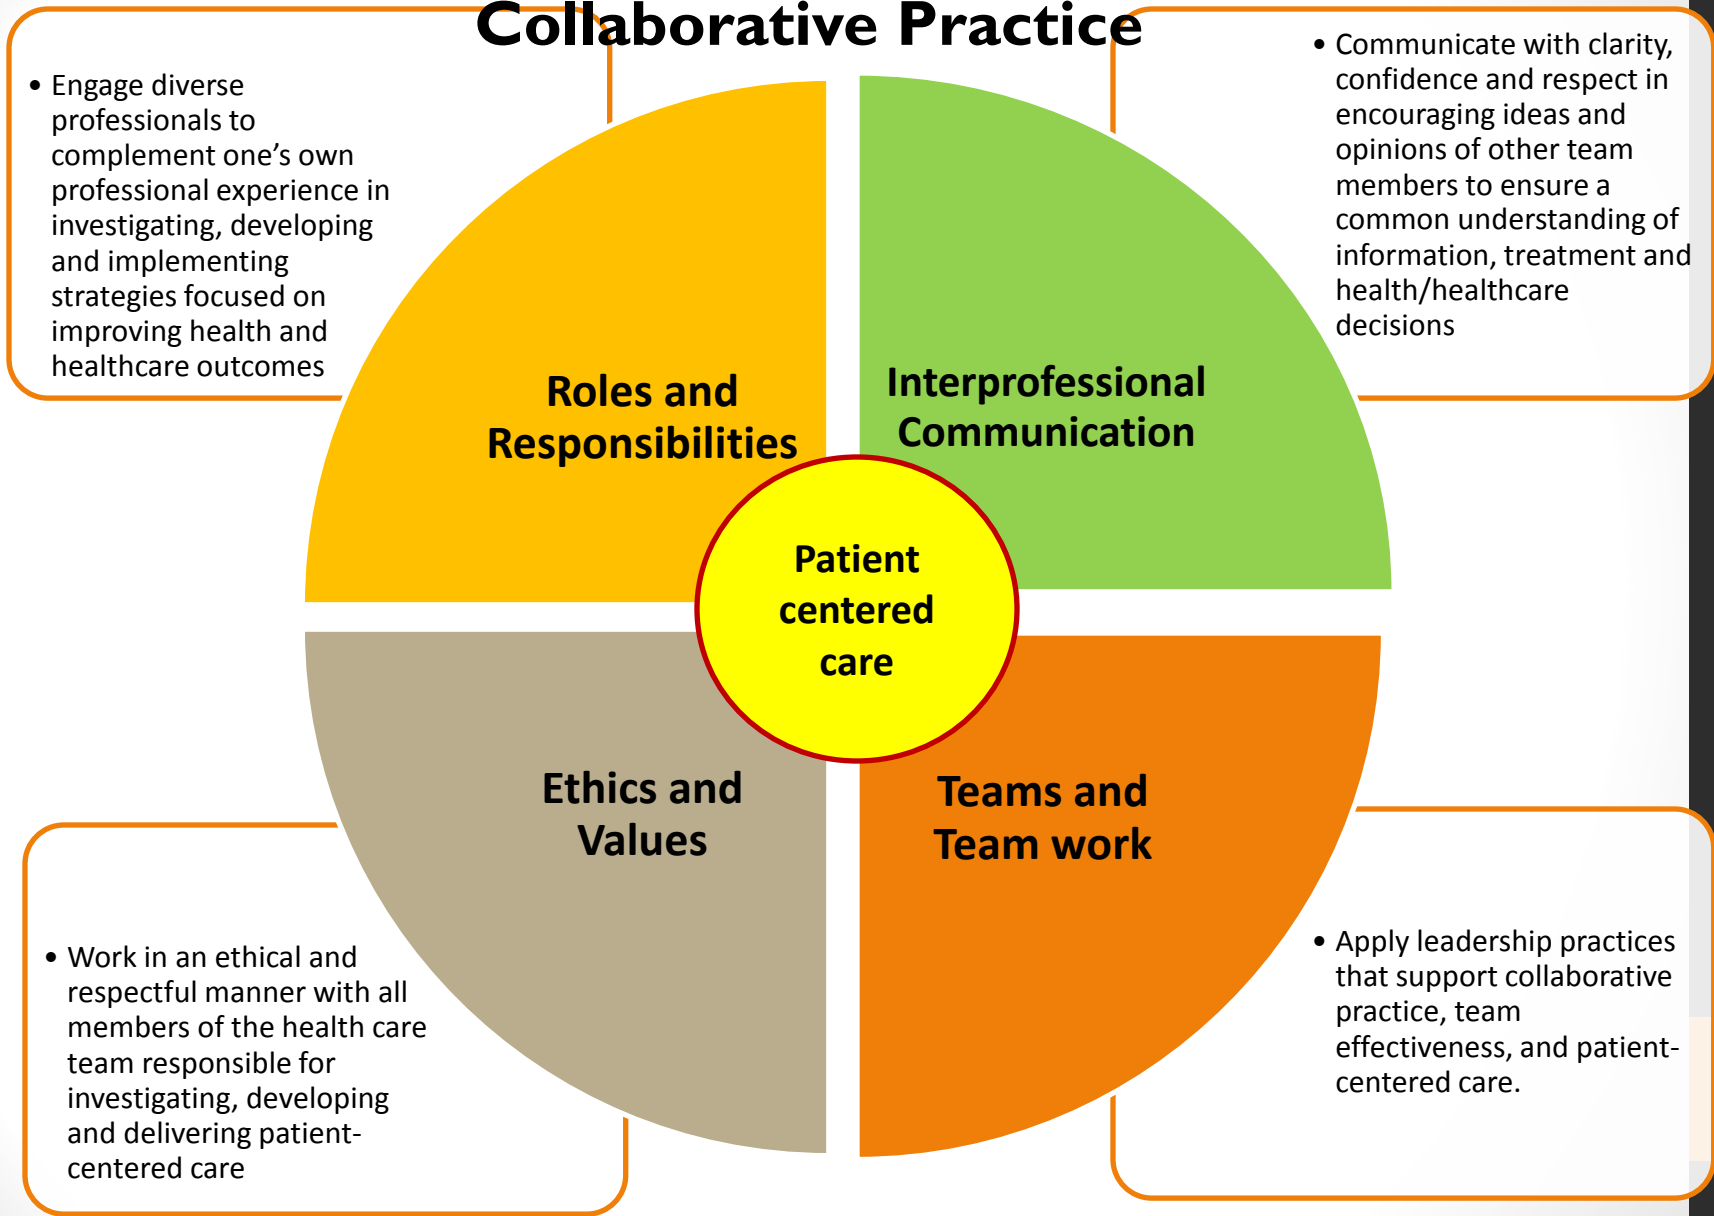 Collaborative Practice
• Engage diverse
professionals to
complement one’s own
professional experience in
investigating, developing
and implementing
strategies focused on
improving health and
healthcare outcomes
• Communicate with clarity,
confidence and respect in
encouraging ideas and
opinions of other team
members to ensure a
common understanding of
information, treatment and
health/healthcare
decisions
Roles and
Responsibilities
Interprofessional
Communication
Patient
centered
care
Ethics and
Values
Teams and
Team work
• Work in an ethical and
respectful manner with all
members of the health care
team responsible for
investigating, developing
and delivering patient-
centered care
• Apply leadership practices
that support collaborative
practice, team
effectiveness, and patient-
centered care.